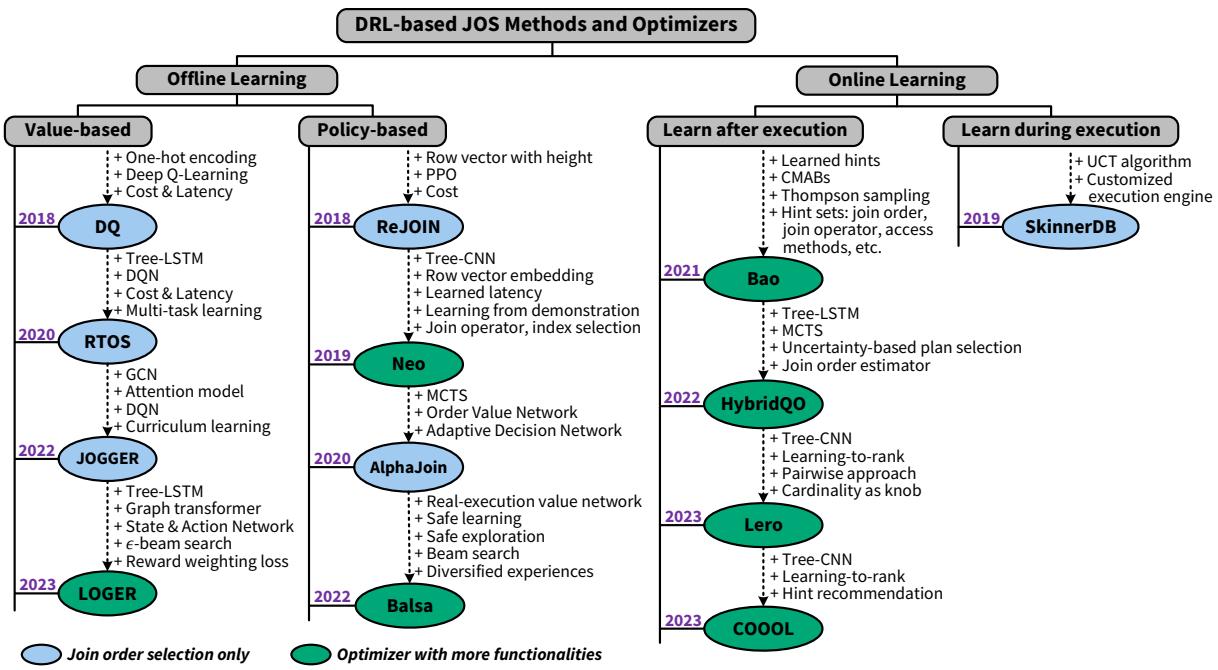 DRL-based JOS Methods and Optimizers
Offline Learning
Online Learning
Value-based
Policy-based
Learn after execution
Learn during execution
+ One-hot encoding
+ Deep Q-Learning
+ Cost & Latency
2018
DQ
+ Tree-LSTM
+ DQN
+ Cost & Latency
+ Multi-task learning
2020
RTOS
+ GCN
+ Attention model
+ DQN
+ Curriculum learning
2022
JOGGER
+ Tree-LSTM
+ Graph transformer
+ State & Action Network
+ ϵ-beam search
+ Reward weighting loss
2023
LOGER
+ Row vector with height
+ PPO
+ Cost
2018
ReJOIN
+ Tree-CNN
+ Row vector embedding
+ Learned latency
+ Learning from demonstration
+ Join operator, index selection
2019
Neo
+ MCTS
+ Order Value Network
+ Adaptive Decision Network
2020
AlphaJoin
+ Real-execution value network
+ Safe learning
+ Safe exploration
+ Beam search
+ Diversified experiences
2022
Balsa
+ Learned hints
+ CMABs
+ Thompson sampling
+ Hint sets: join order,
join operator, access
methods, etc.
2021
Bao
+ Tree-LSTM
+ MCTS
+ Uncertainty-based plan selection
+ Join order estimator
2022
HybridQO
+ Tree-CNN
+ Learning-to-rank
+ Pairwise approach
+ Cardinality as knob
2023
Lero
+ Tree-CNN
+ Learning-to-rank
+ Hint recommendation
2023
COOOL
+ UCT algorithm
+ Customized
execution engine
2019
SkinnerDB
Join order selection only
Optimizer with more functionalities